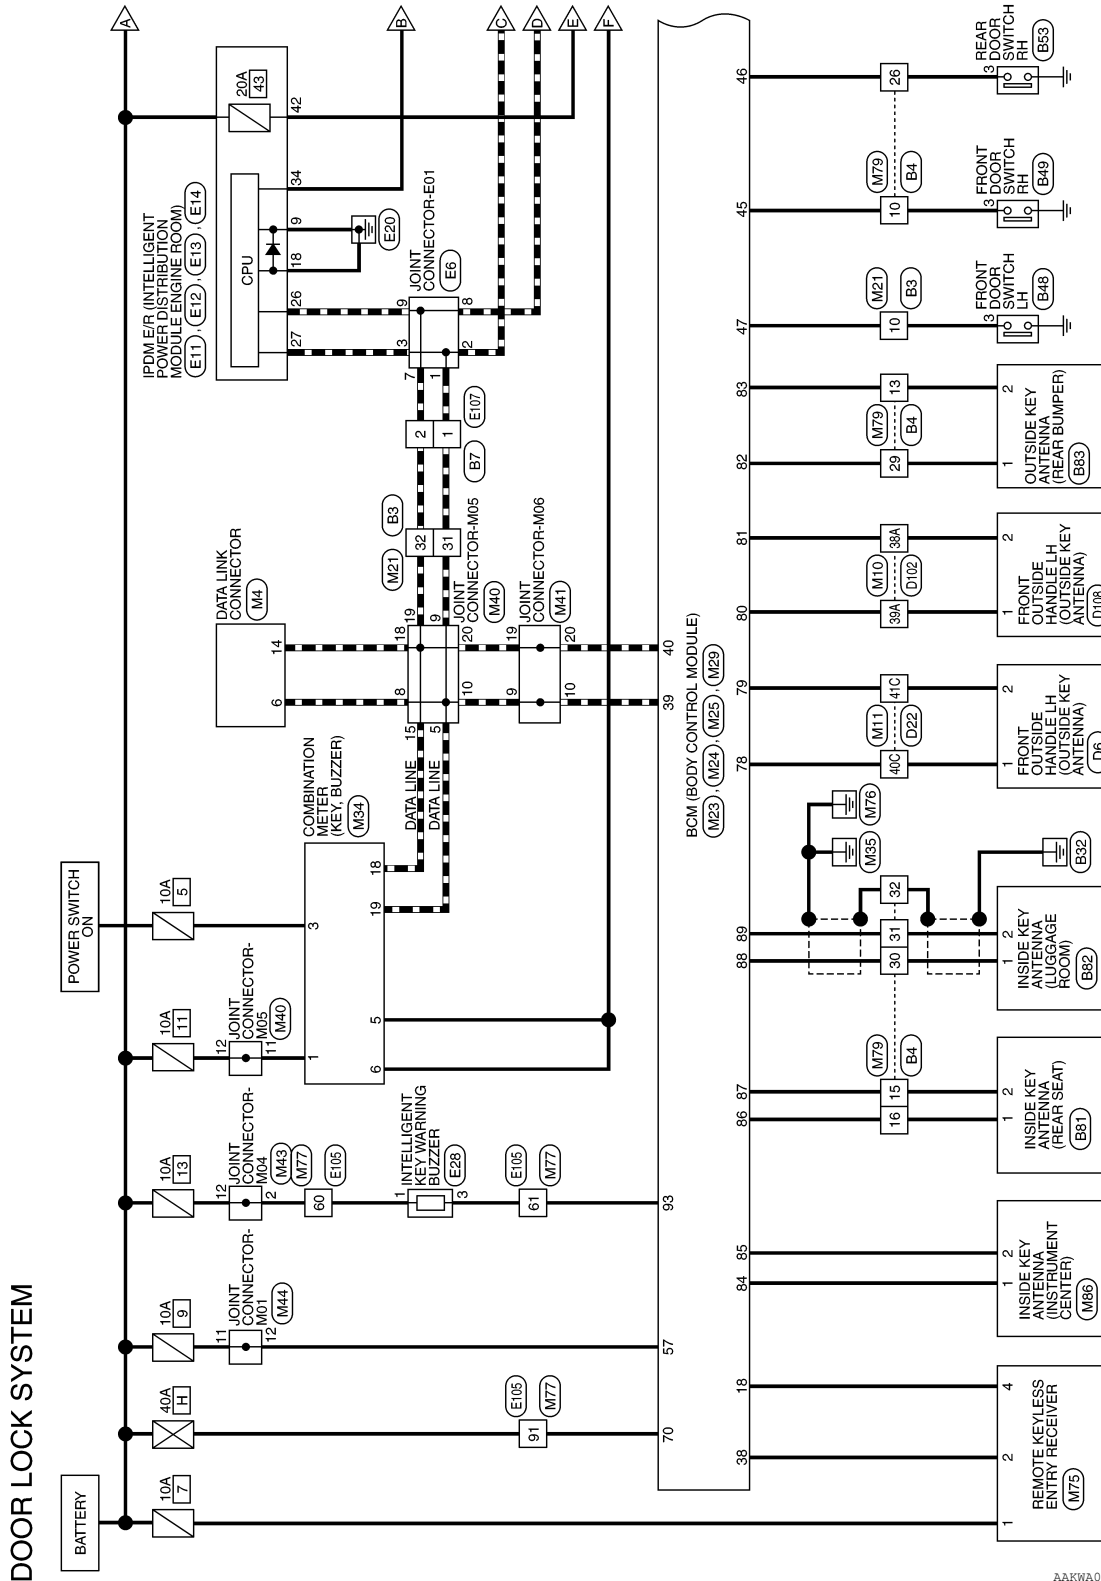 DOOR LOCK SYSTEM
BATTERY
POWER SWITCH
ON
A
B
C
D
E
F
10A
7
40A
H
10A
9
10A
13
10A
11
10A
5
20A
43
11
JOINT
CONNECTOR-
M01
M44
12
12
JOINT
CONNECTOR-
M04
M43
2
M77
E105
60
1
INTELLIGENT
KEY WARNING
BUZZER
E28
3
E105
M77
61
E105
M77
91
12
JOINT
CONNECTOR-
M05
M40
11
COMBINATION
METER
(KEY, BUZZER)
M34
1
3
5
6
18
19
DATA LINE
DATA LINE
DATA LINK
CONNECTOR
M4
6
14
8
18
19
9
JOINT
CONNECTOR-M05
M40
15
5
10
20
JOINT
CONNECTOR-M06
M41
9
19
10
20
M21
B3
32
31
B7
E107
2
1
IPDM E/R (INTELLIGENT
POWER DISTRIBUTION
MODULE ENGINE ROOM)
E11 , E12 , E13 , E14
CPU
27
26
18
9
34
42
E20
JOINT
CONNECTOR-E01
E6
3
9
7
1
2
8
70
57
93
39
40
BCM (BODY CONTROL MODULE)
M23 , M24 , M25 , M29
38
18
84
85
86
87
88
89
78
79
80
81
82
83
47
45
46
M79
B4
16
15
30
31
32
M35
M76
B32
M11
D22
40C
41C
M10
D102
39A
38A
M79
B4
29
13
M21
B3
10
M79
B4
10
26
1
2
4
REMOTE KEYLESS
ENTRY RECEIVER
M75
1
2
INSIDE KEY
ANTENNA
(INSTRUMENT
CENTER)
M86
1
2
INSIDE KEY
ANTENNA
(REAR SEAT)
B81
1
2
INSIDE KEY
ANTENNA
(LUGGAGE
ROOM)
B82
1
2
FRONT
OUTSIDE
HANDLE LH
(OUTSIDE KEY
ANTENNA)
D6
1
2
FRONT
OUTSIDE
HANDLE LH
(OUTSIDE KEY
ANTENNA)
D108
1
2
OUTSIDE KEY
ANTENNA
(REAR BUMPER)
B83
3
FRONT
DOOR
SWITCH
LH
B48
3
FRONT
DOOR
SWITCH
RH
B49
3
REAR
DOOR
SWITCH
RH
B53
AAKWA0